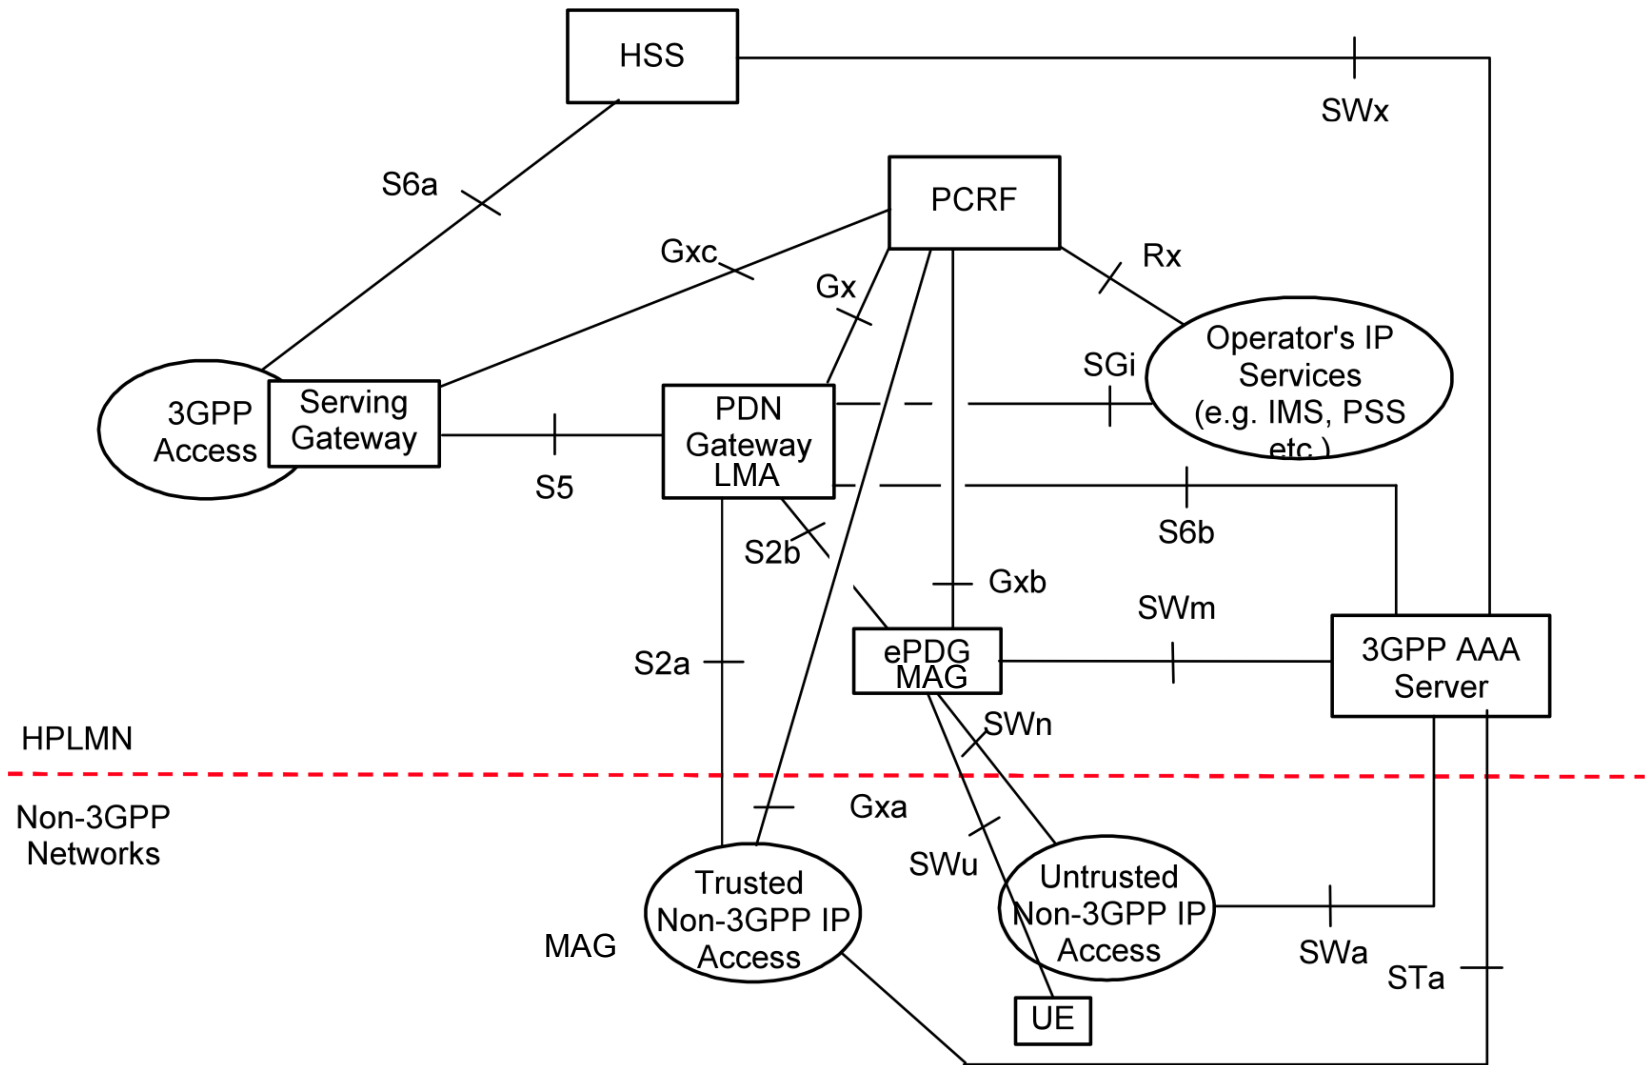 HSS
SWx
S6a
PCRF
Gxc
Rx
Gx
Operator's IP
Services
(e.g. IMS, PSS
etc.)
SGi
3GPP
Access
Serving
Gateway
PDN
Gateway
LMA
S5
S6b
S2b
Gxb
SWm
ePDG
MAG
3GPP AAA
Server
S2a
SWn
HPLMN
Non-3GPP
Networks
Gxa
SWu
Trusted
Non-3GPP IP
Access
Untrusted
Non-3GPP IP
Access
MAG
SWa
STa
UE